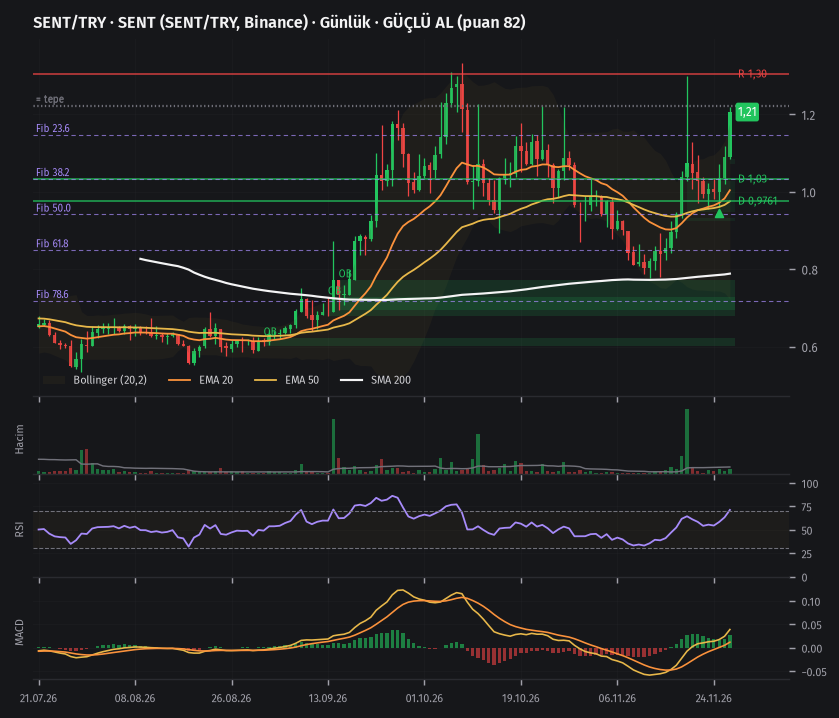 SENT/TRY · SENT (SENT/TRY, Binance) · Günlük · GÜÇLÜ AL (puan 82)
R 1,30
= tepe
1,21
1.2
Fib 23.6
Fib 38.2
D 1,03
1.0
D 0,9761
Fib 50.0
Fib 61.8
0.8
OB
Fib 78.6
OB
OB
0.6
Bollinger (20,2)
EMA 20
EMA 50
SMA 200
Hacim
100
75
RSI
50
25
0
0.10
0.05
MACD
0.00
−0.05
21.07.26
08.08.26
26.08.26
13.09.26
01.10.26
19.10.26
06.11.26
24.11.26